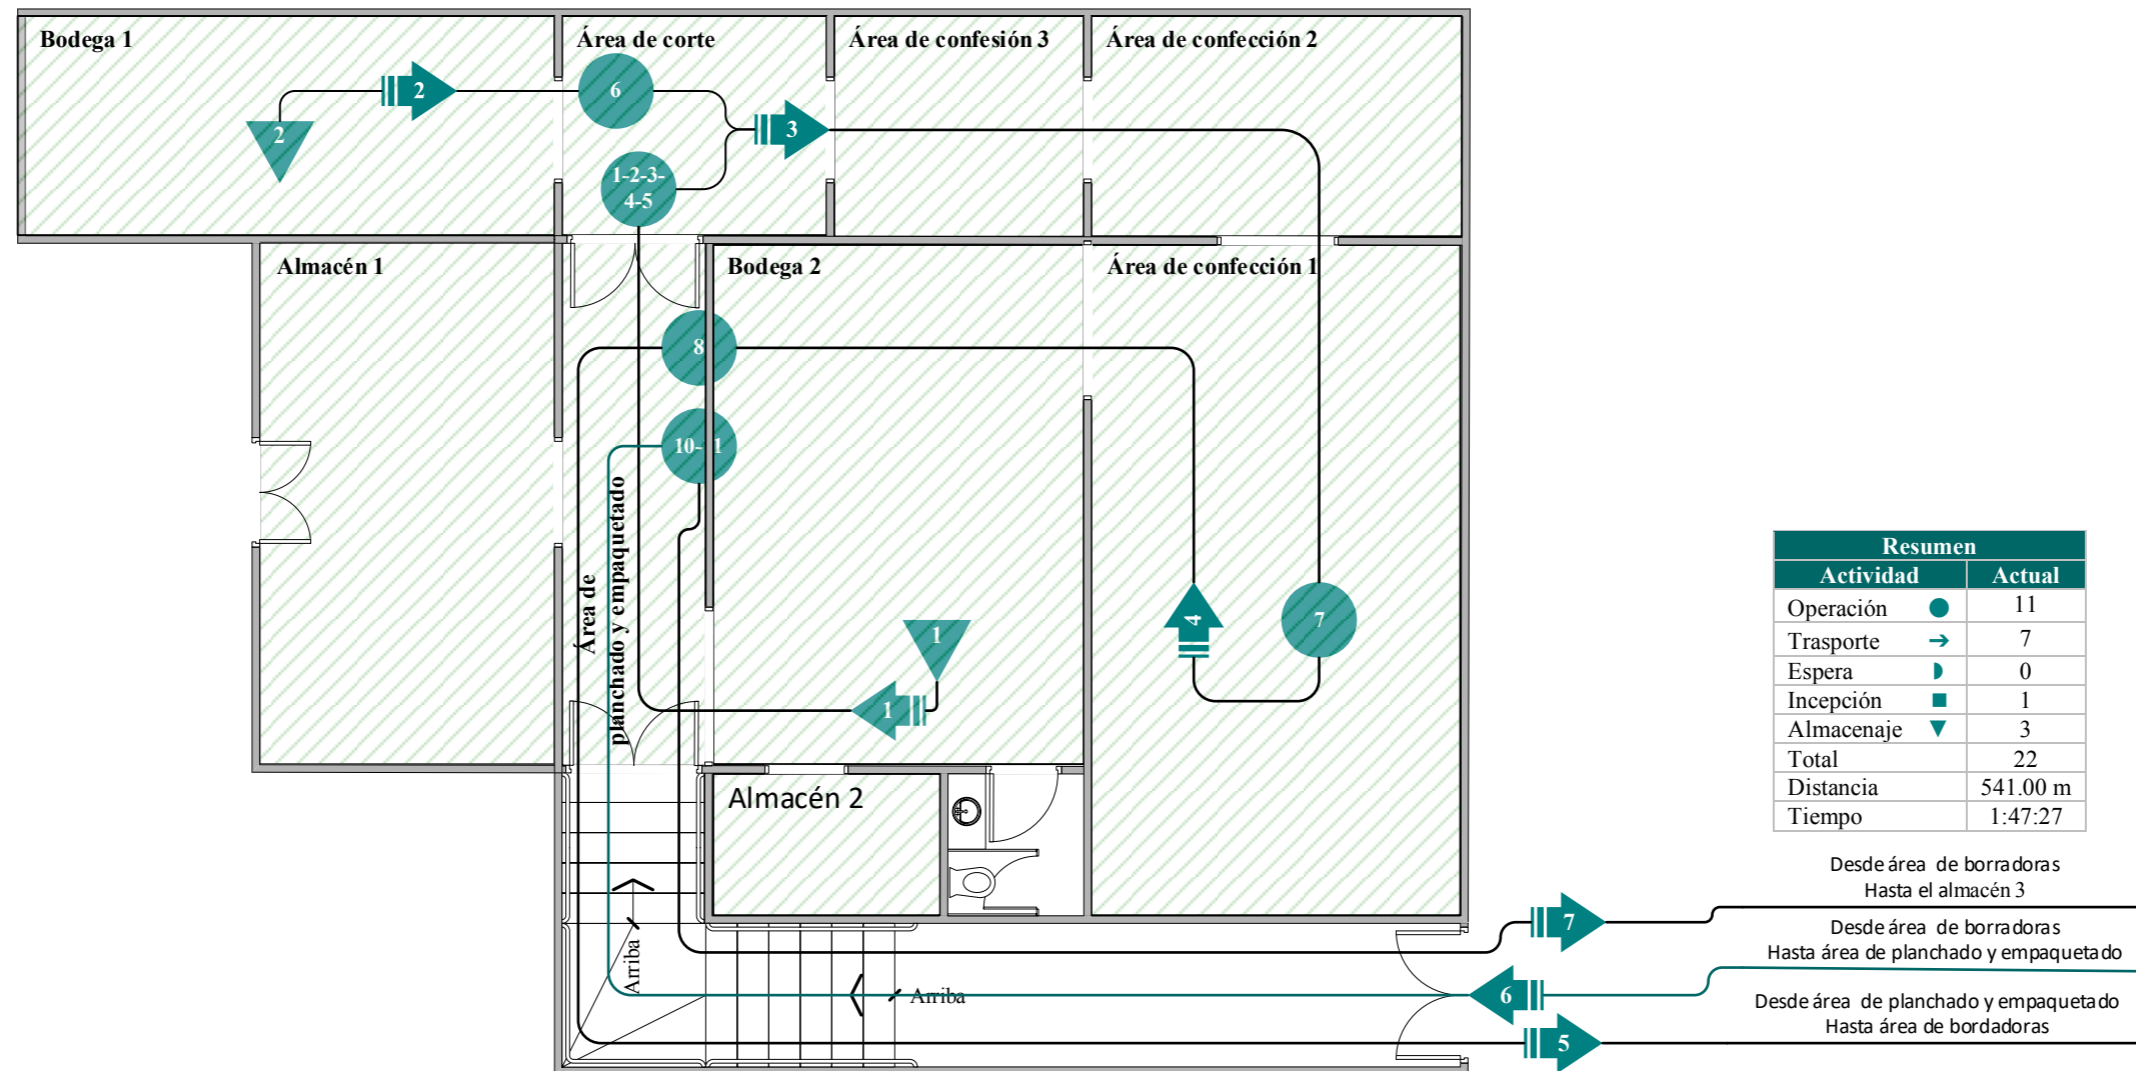 Bodega 1
Área de corte
Área de confesión 3
Área de confección 2
2
6
2
3
1-2-3-
4-5
Almacén 1
Bodega 2
Área de confección 1
8
10- 1
Área de
planchado y empaquetado
4
7
1
1
Almacén 2
Arriba
Arriba
Resumen
Actividad Actual
Operación 11
Trasporte 7
Espera 0
Incepción 1
Almacenaje 3
Total 22
Distancia 541.00 m
Tiempo 1:47:27
Desde área de borradoras
Hasta el almacén 3
7
Desde área de borradoras
Hasta área de planchado y empaquetado
6
Desde área de planchado y empaquetado
Hasta área de bordadoras
5